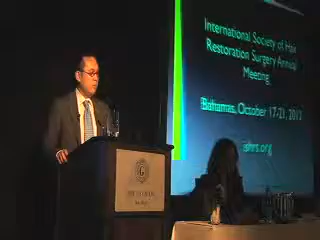 International Society of Hair
Restoration Surgery Annual
Meeting,
Bahamas, October 17-21, 2012
ishrs.org